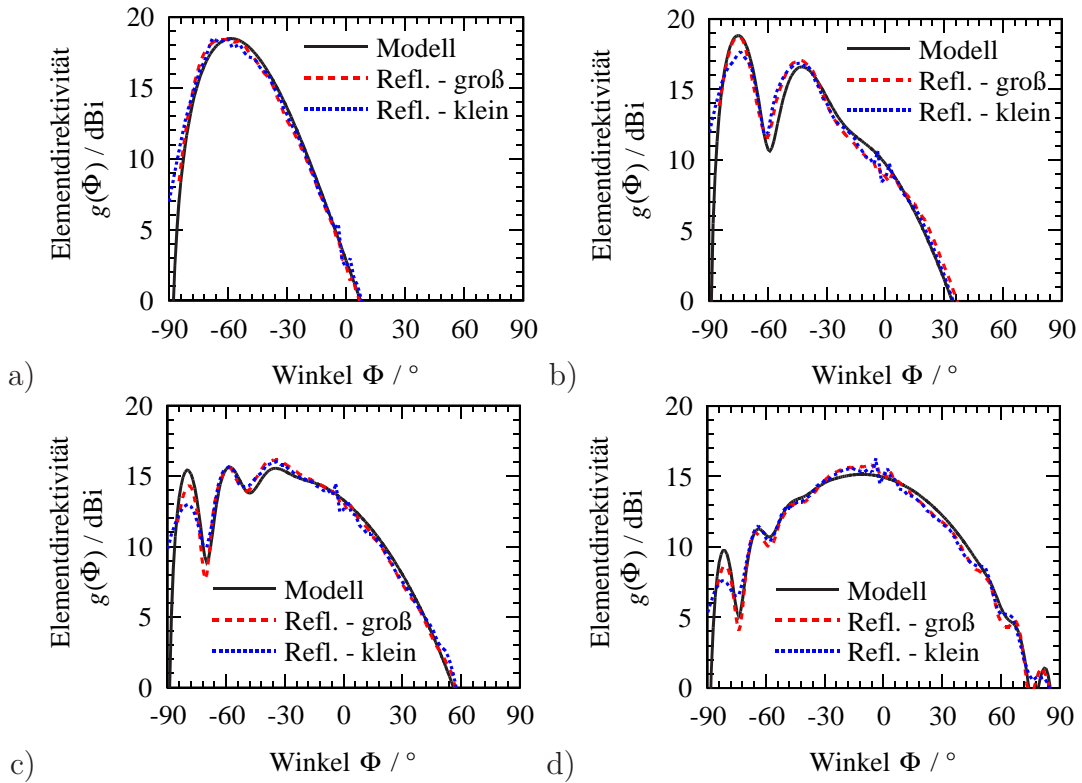 20
15
10
5
0
-90 -60 -30 0 30 60 90
Elementdirektivität
g(Φ) / dBi
Winkel Φ / °
Modell
Refl. - groß
Refl. - klein
a)
20
15
10
5
0
-90 -60 -30 0 30 60 90
Elementdirektivität
g(Φ) / dBi
Winkel Φ / °
Modell
Refl. - groß
Refl. - klein
b)
20
15
10
5
0
-90 -60 -30 0 30 60 90
Elementdirektivität
g(Φ) / dBi
Winkel Φ / °
Modell
Refl. - groß
Refl. - klein
c)
20
15
10
5
0
-90 -60 -30 0 30 60 90
Elementdirektivität
g(Φ) / dBi
Winkel Φ / °
Modell
Refl. - groß
Refl. - klein
d)